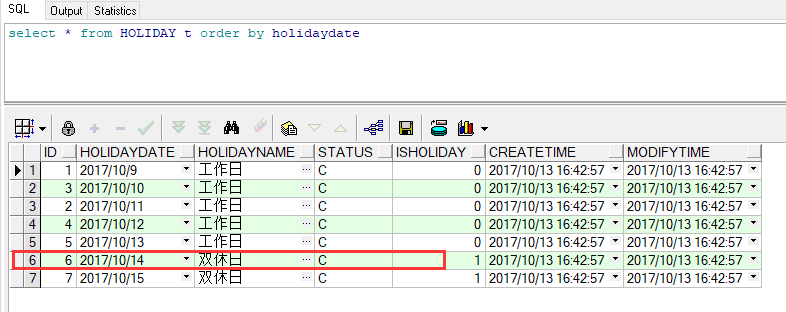 SQL Output Statistics
select * from HOLIDAY t order by holidaydate
ID HOLIDAYDATE HOLIDAYNAME STATUS ISHOLIDAY CREATETIME MODIFYTIME
1 1 2017/10/9 工作日 ··· C 0 2017/10/13 16:42:57 2017/10/13 16:42:57
2 3 2017/10/10 工作日 ··· C 0 2017/10/13 16:42:57 2017/10/13 16:42:57
3 2 2017/10/11 工作日 ··· C 0 2017/10/13 16:42:57 2017/10/13 16:42:57
4 4 2017/10/12 工作日 ··· C 0 2017/10/13 16:42:57 2017/10/13 16:42:57
5 5 2017/10/13 工作日 ··· C 0 2017/10/13 16:42:57 2017/10/13 16:42:57
6 6 2017/10/14 双休日 ··· C 1 2017/10/13 16:42:57 2017/10/13 16:42:57
7 7 2017/10/15 双休日 ··· C 1 2017/10/13 16:42:57 2017/10/13 16:42:57